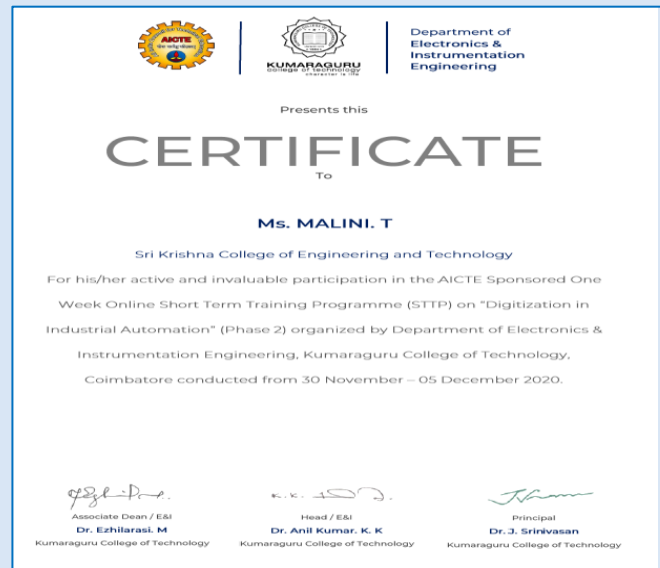 AICTE
KUMARAGURU
college of technology
character is life
Department of
Electronics &
Instrumentation
Engineering
Presents this
CERTIFICATE
To
Ms. MALINI. T
Sri Krishna College of Engineering and Technology
For his/her active and invaluable participation in the AICTE Sponsored One
Week Online Short Term Training Programme (STTP) on "Digitization in
Industrial Automation" (Phase 2) organized by Department of Electronics &
Instrumentation Engineering, Kumaraguru College of Technology,
Coimbatore conducted from 30 November – 05 December 2020.
Associate Dean / E&I
Dr. Ezhilarasi. M
Kumaraguru College of Technology
Head / E&I
Dr. Anil Kumar. K. K
Kumaraguru College of Technology
Principal
Dr. J. Srinivasan
Kumaraguru College of Technology